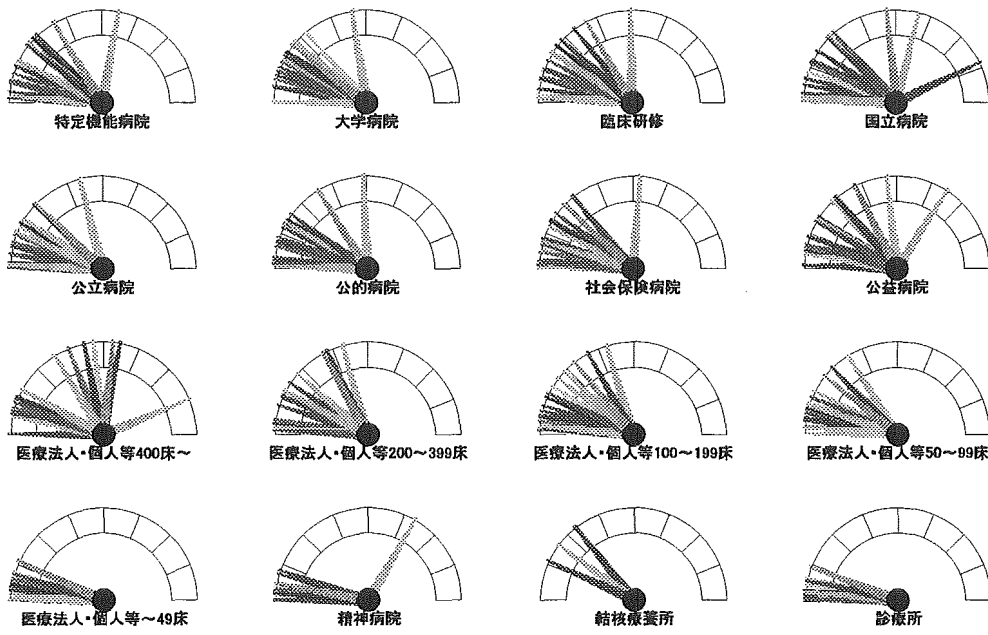 特定機能病院
大学病院
臨床研修
国立病院
公立病院
公的病院
社会保険病院
公益病院
医療法人・個人等400床～
医療法人・個人等200～399床
医療法人・個人等100～199床
医療法人・個人等50～99床
医療法人・個人等～49床
精神病院
結核療養所
診療所